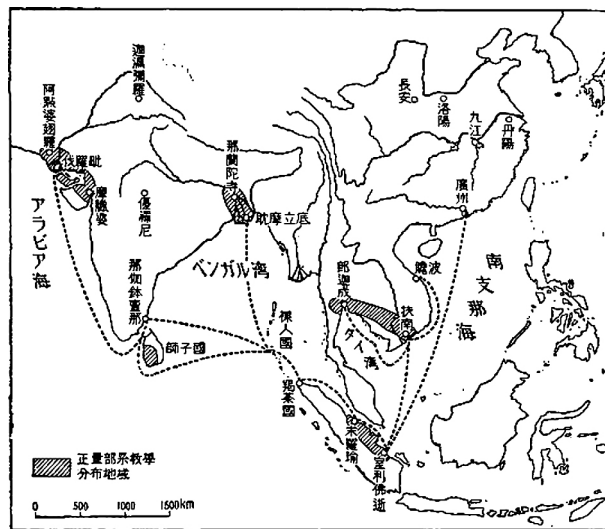 迦濕彌羅
阿點婆翅羅
伐羅毗
摩臘婆
優禪尼
アラビア海
那伽鉢亶那
師子國
那爛陀寺
耽摩立底
ベンガル湾
裸人國
羯荼國
末羅瑜
室利佛逝
郎迦戍
扶南
タイ湾
瞻波
長安
洛陽
九江
丹陽
廣州
南支那海
正量部系教學
分布地域
0 500 1000 1500km